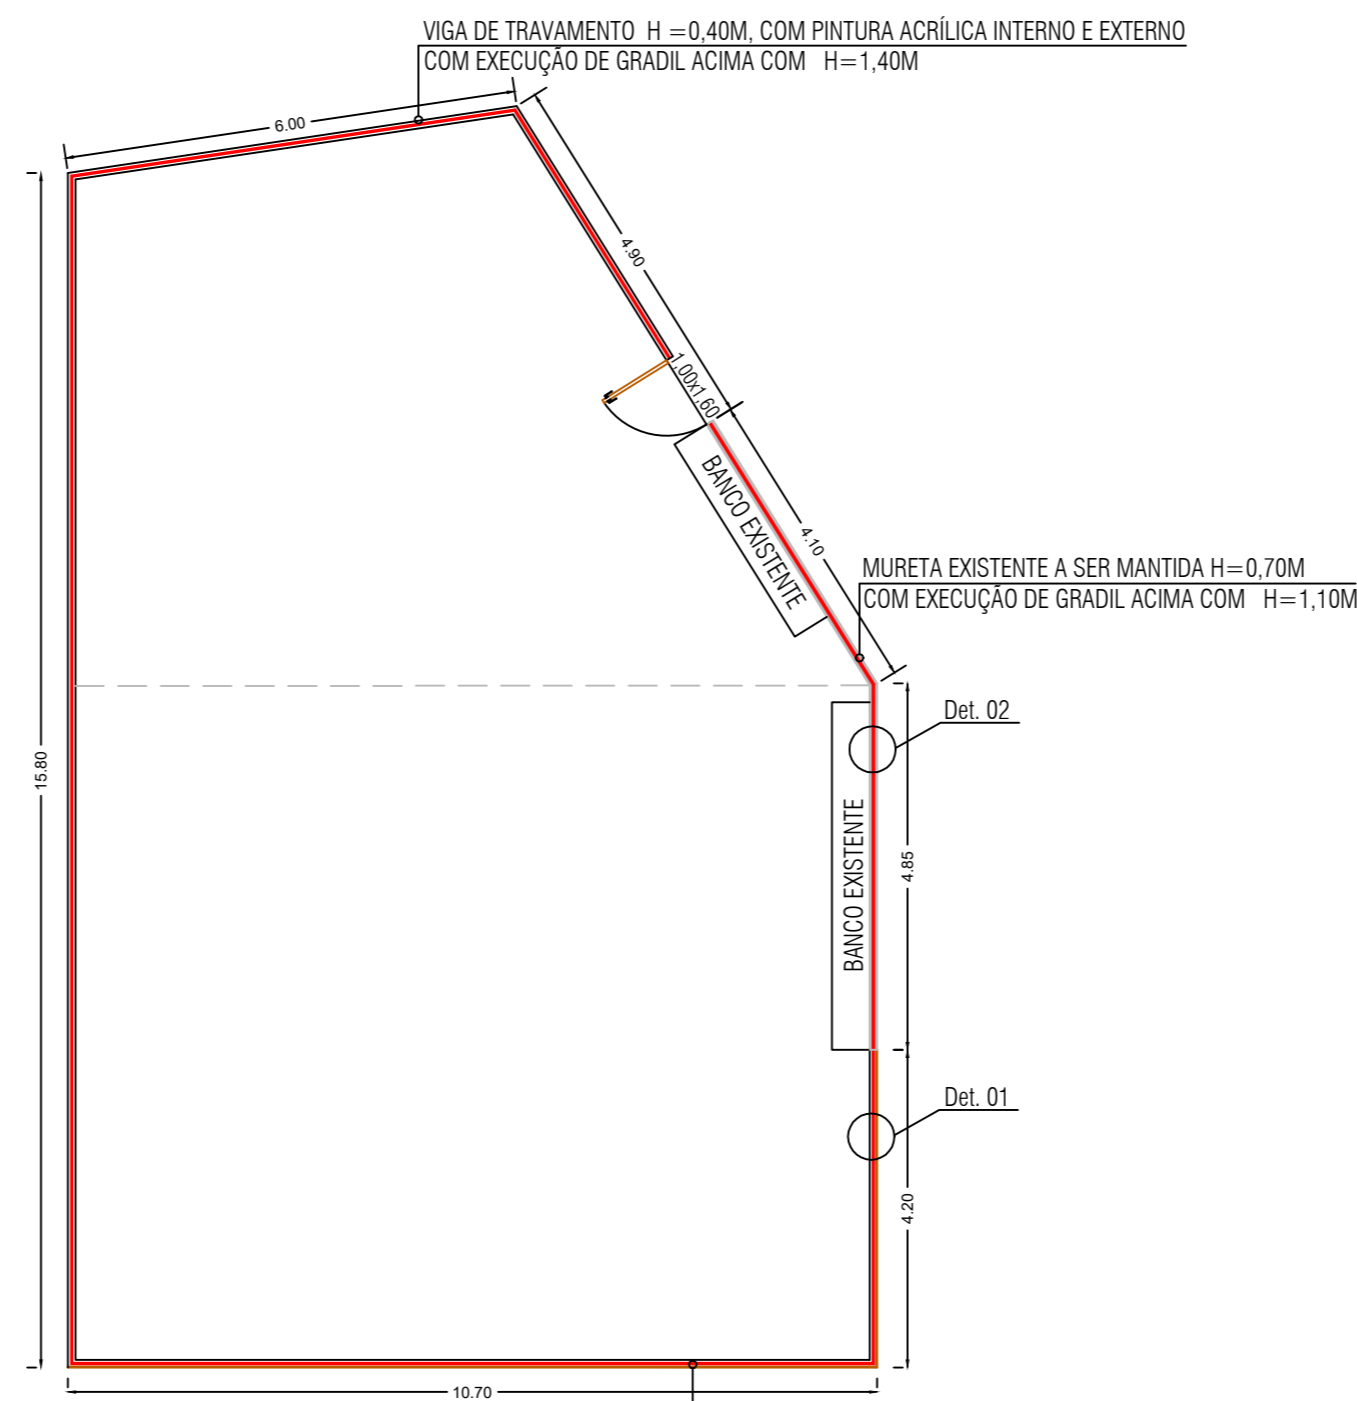 VIGA DE TRAVAMENTO H =0,40M, COM PINTURA ACRÍLICA INTERNO E EXTERNO
COM EXECUÇÃO DE GRADIL ACIMA COM H=1,40M
6.00
4.90
1,00x1,60
BANCO EXISTENTE
4.10
MURETA EXISTENTE A SER MANTIDA H=0,70M
COM EXECUÇÃO DE GRADIL ACIMA COM H=1,10M
Det. 02
15.80
BANCO EXISTENTE
4.85
Det. 01
4.20
10.70